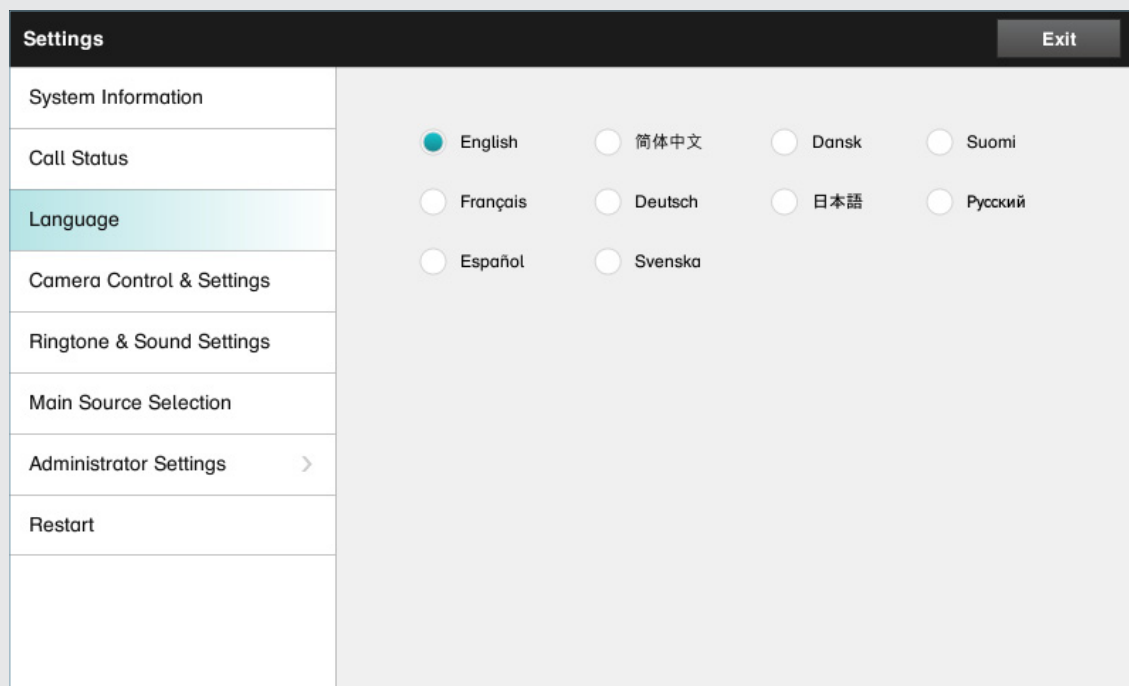 Settings
Exit
System Information
Call Status
Language
Camera Control & Settings
Ringtone & Sound Settings
Main Source Selection
Administrator Settings
Restart
English 简体中文 Dansk Suomi
Français Deutsch 日本語 Русский
Español Svenska